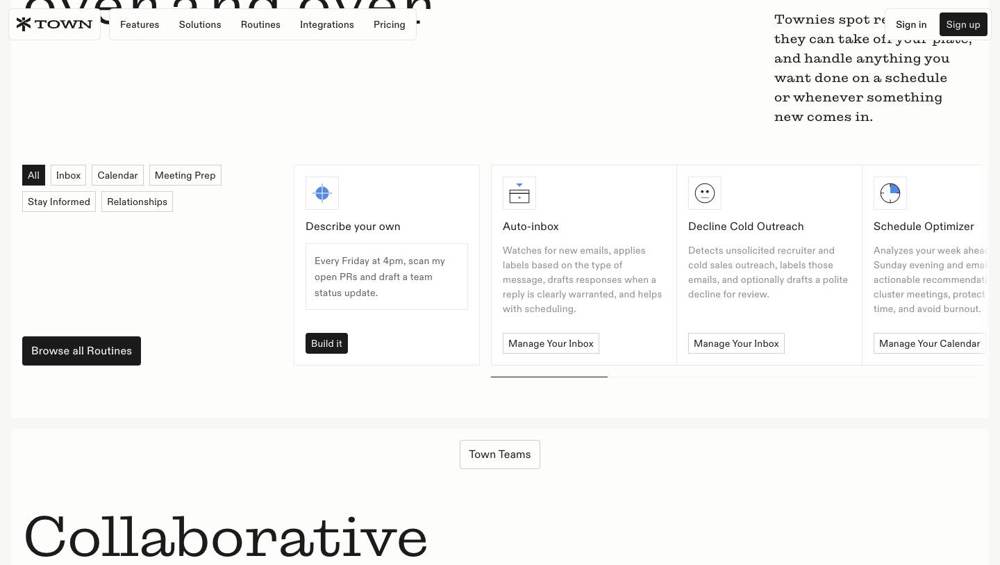 over and over
TOWN
Features
Solutions
Routines
Integrations
Pricing
Sign in
Sign up
Townies spot
they can take off your plate,
and handle anything you
want done on a schedule
or whenever something
new comes in.
All
Inbox
Calendar
Meeting Prep
Stay Informed
Relationships
Browse all Routines
Describe your own
Every Friday at 4pm, scan my
open PRs and draft a team
status update.
Build it
Auto-inbox
Watches for new emails, applies
labels based on the type of
message, drafts responses when a
reply is clearly warranted, and helps
with scheduling.
Manage Your Inbox
Decline Cold Outreach
Detects unsolicited recruiter and
cold sales outreach, labels those
emails, and optionally drafts a polite
decline for review.
Manage Your Inbox
Schedule Optimizer
Analyzes your week
Sunday evening and
actionable
cluster meetings,
time, and avoid burnout.
Manage Your Calendar
Town Teams
Collaborative